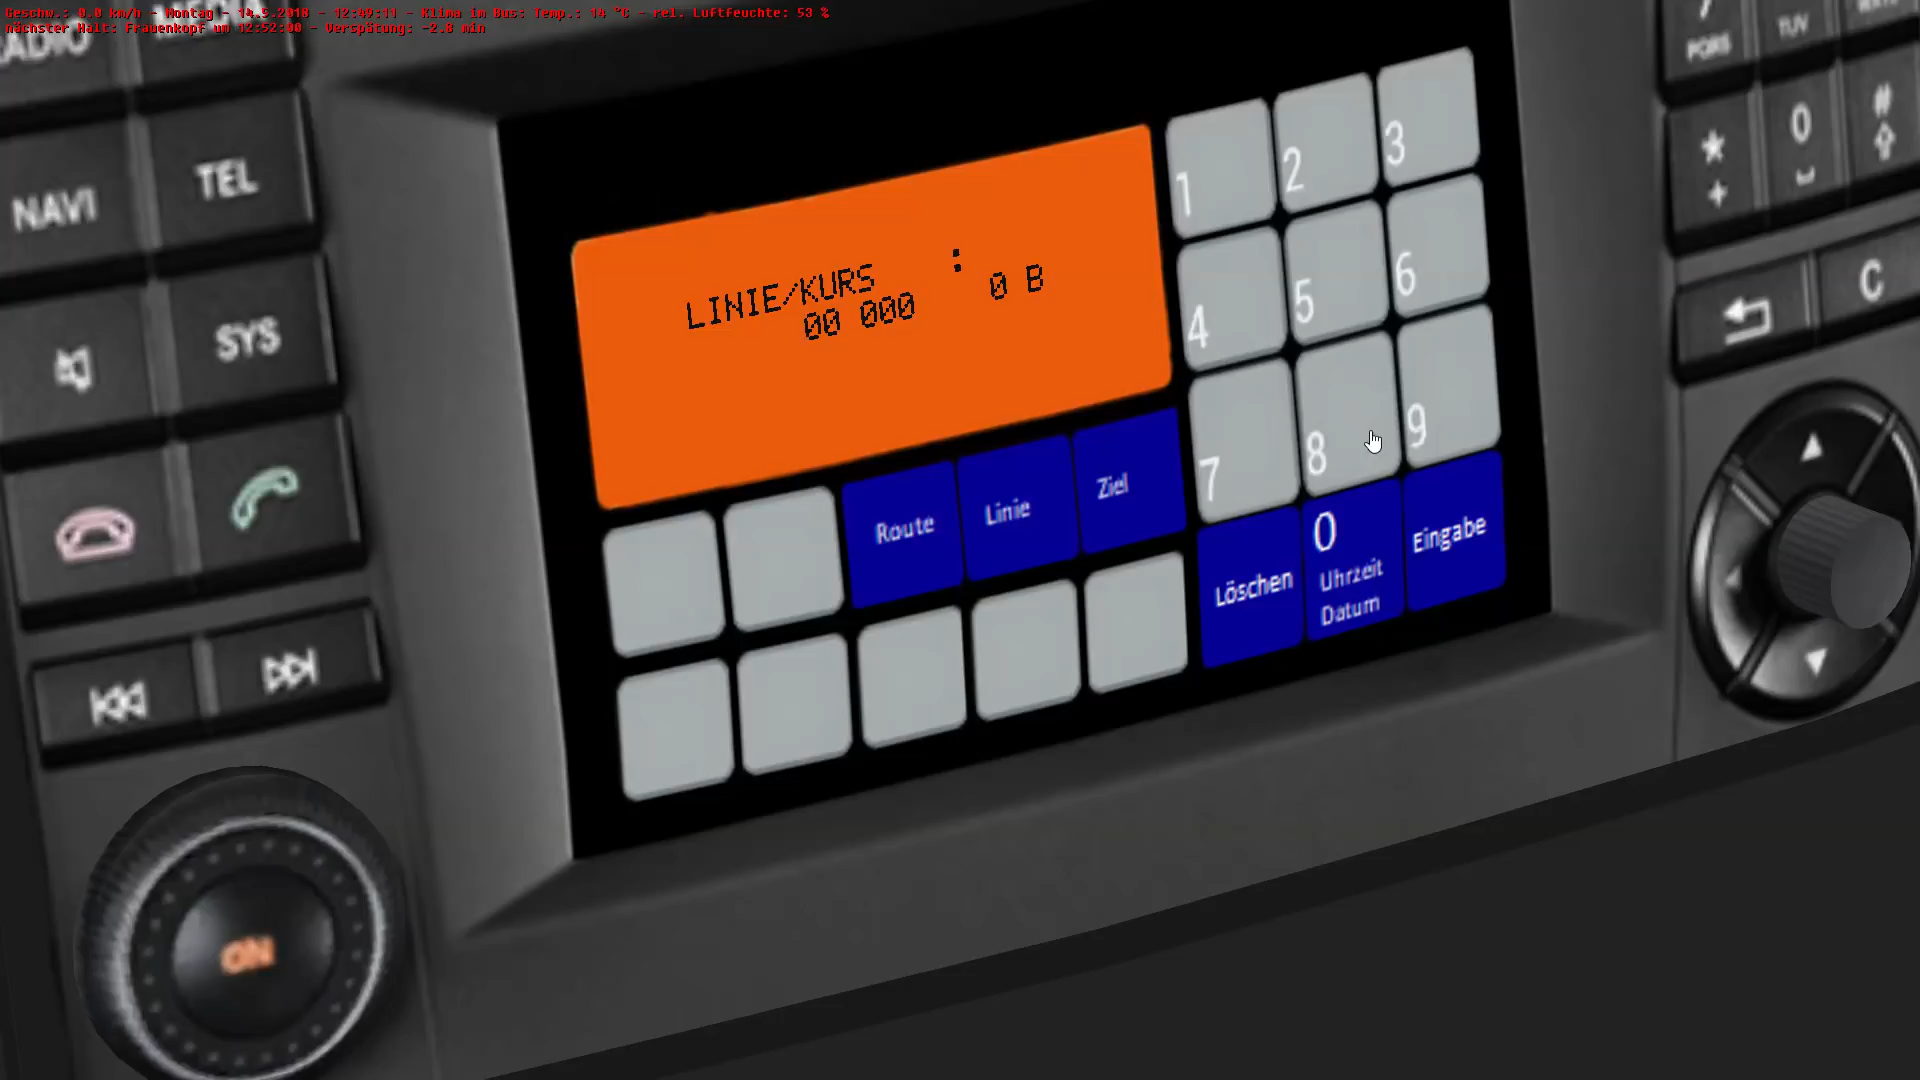 Geschw.: 0.0 km/h - Montag - 14.5.2018 - 12:49:11 - Klima im Bus: Temp.: 14 °C - rel. Luftfeuchte: 53 %
nächster Halt: Frauenkopf um 12:52:00 - Verspätung: -2.8 min
RADIO
NAVI
TEL
SYS
ON
LINIE/KURS :
00 000 0 B
Route
Linie
Ziel
1
2
3
4
5
6
7
8
9
Löschen
0
Uhrzeit
Datum
Eingabe
PQRS
TUV
*
+
0
#
C